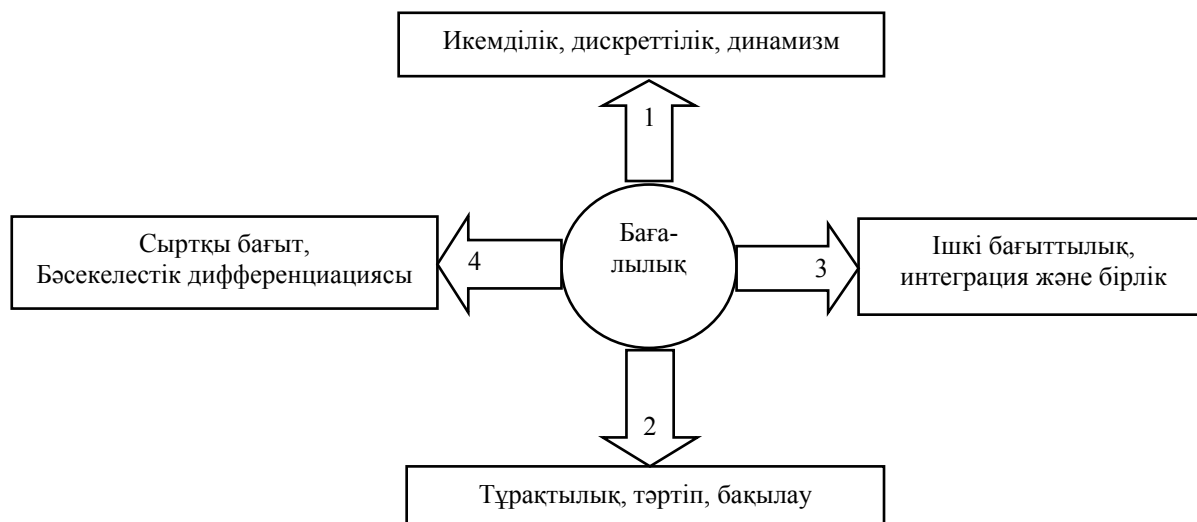 Икемділік, дискреттілік, динамизм
1
Сыртқы бағыт,
Бәсекелестік дифференциациясы
4
Баға-
лылық
3
Ішкі бағыттылық,
интеграция және бірлік
2
Тұрақтылық, тәртіп, бақылау